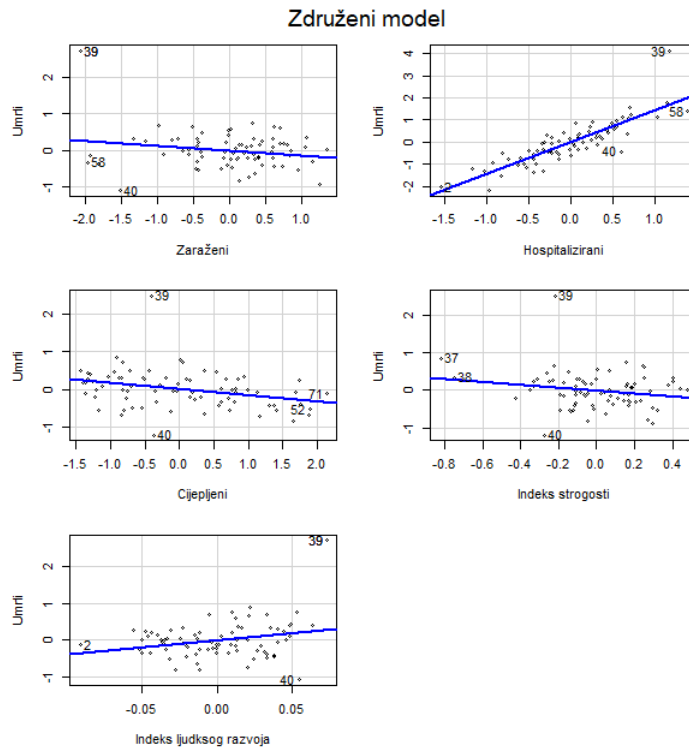 Združeni model
39
58
40
Umrli
-1 0 1 2
-2.0 -1.5 -1.0 -0.5 0.0 0.5 1.0
Zaraženi
39
58
40
2
Umrli
-2 -1 0 1 2 3 4
-1.5 -1.0 -0.5 0.0 0.5 1.0
Hospitalizirani
39
71
52
40
Umrli
-1 0 1 2
-1.5 -1.0 -0.5 0.0 0.5 1.0 1.5 2.0
Cijepljeni
39
37
38
40
Umrli
-1 0 1 2
-0.8 -0.6 -0.4 -0.2 0.0 0.2 0.4
Indeks strogosti
39
2
40
Umrli
-1 0 1 2
-0.05 0.00 0.05
Indeks ljudksog razvoja